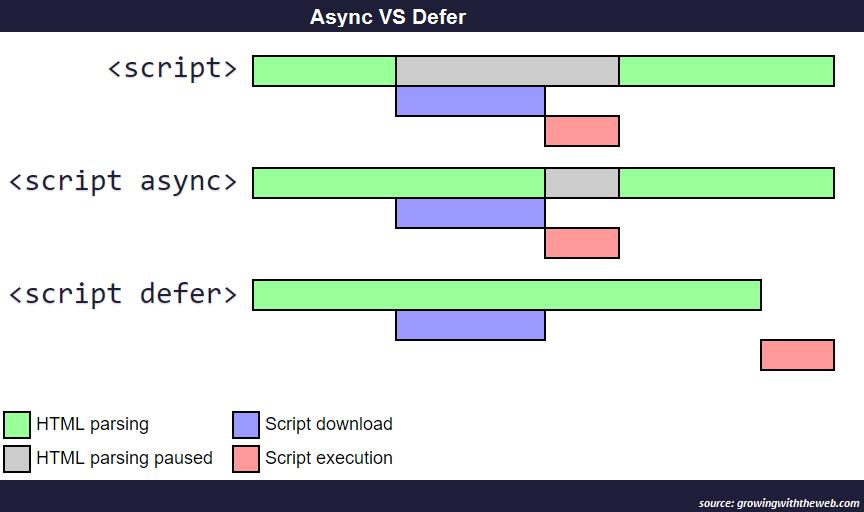 Async VS Defer
<script>
<script async>
<script defer>
HTML parsing
Script download
HTML parsing paused
Script execution
source: growingwiththeweb.com